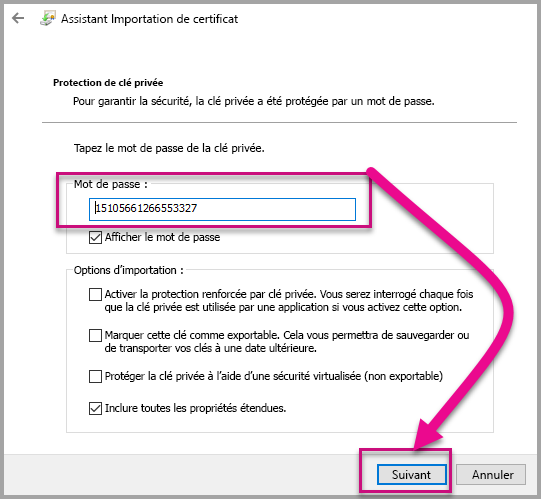 Assistant Importation de certificat
Protection de clé privée
Pour garantir la sécurité, la clé privée a été protégée par un mot de passe.
Tapez le mot de passe de la clé privée.
Mot de passe :
15105661266553327
Afficher le mot de passe
Options d’importation :
Activer la protection renforcée par clé privée. Vous serez interrogé chaque fois
que la clé privée est utilisée par une application si vous activez cette option.
Marquer cette clé comme exportable. Cela vous permettra de sauvegarder ou
de transporter vos clés à une date ultérieure.
Protéger la clé privée à l’aide d’une sécurité virtualisée (non exportable)
Inclure toutes les propriétés étendues.
Suivant
Annuler